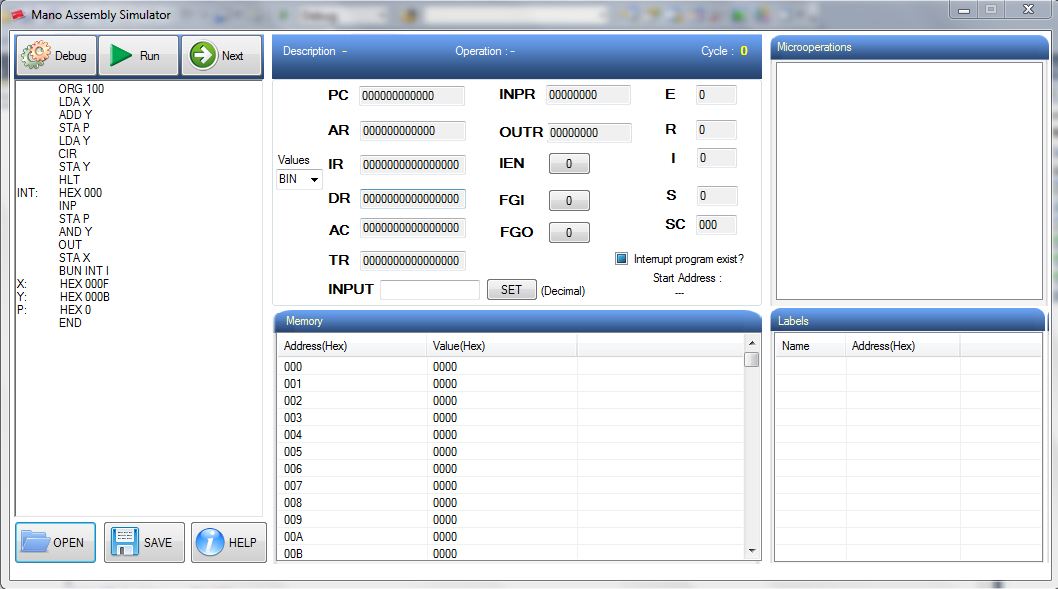 Mano Assembly Simulator
Debug Run Next
ORG 100
LDA X
ADD Y
STA P
LDA Y
CIR
STA Y
HLT
INT: HEX 000
INP
STA P
AND Y
OUT
STA X
BUN INT I
X: HEX 000F
Y: HEX 000B
P: HEX 0
END
OPEN SAVE HELP
Description - Operation : - Cycle : 0
PC 000000000000 INPR 00000000 E 0
AR 000000000000 OUTR 00000000 R 0
Values
BIN
IR 0000000000000000 IEN 0 I 0
DR 0000000000000000 FGI 0 S 0
AC 0000000000000000 FGO 0 SC 000
TR 0000000000000000
Interrupt program exist?
Start Address :
---
INPUT SET (Decimal)
Memory
Address(Hex) Value(Hex)
000 0000
001 0000
002 0000
003 0000
004 0000
005 0000
006 0000
007 0000
008 0000
009 0000
00A 0000
00B 0000
Microoperations
Labels
Name Address(Hex)